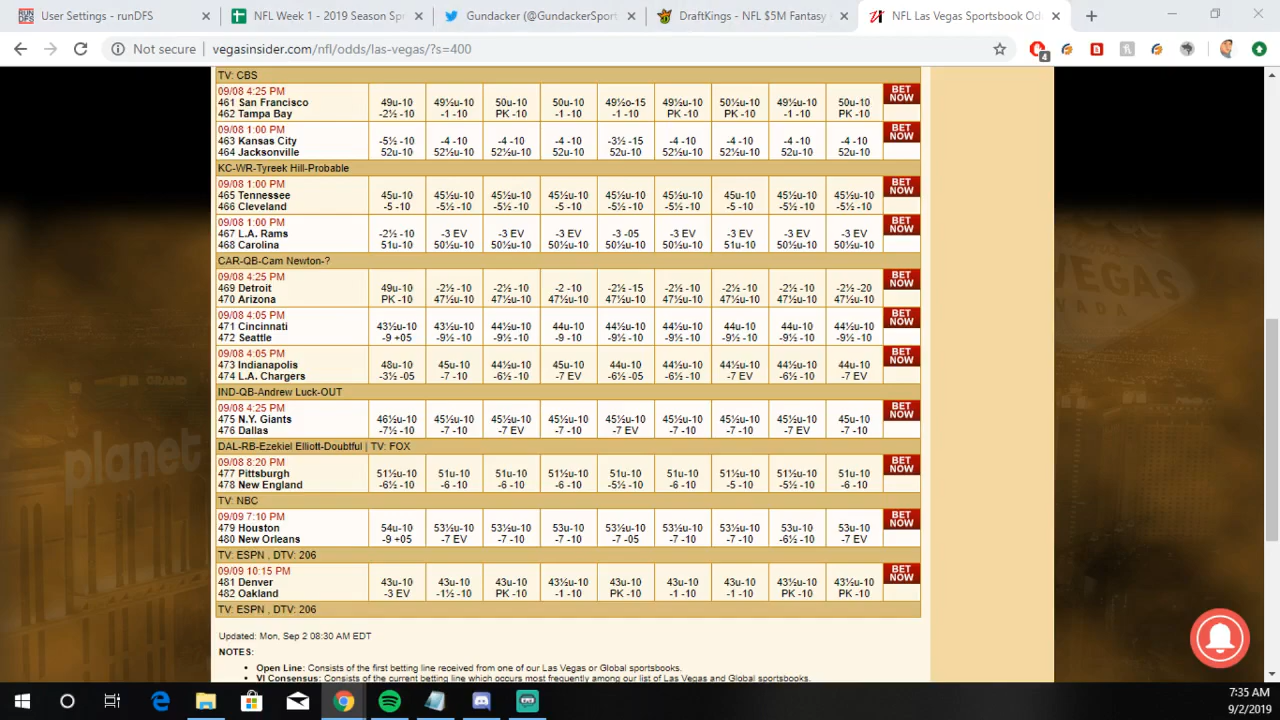 User Settings - runDFS
NFL Week 1 - 2019 Season Spr
Gundacker (@GundackerSport
DraftKings - NFL $5M Fantasy
NFL Las Vegas Sportsbook Od
Not secure | vegasinsider.com/nfl/odds/las-vegas/?s=400
4
TV: CBS
09/08 4:25 PM
BET NOW
461 San Francisco 49u-10 49½u-10 50u-10 50u-10 49½o-15 49½u-10 50½u-10 49½u-10 50u-10
462 Tampa Bay -2½ -10 -1 -10 PK -10 -1 -10 -1 -10 PK -10 PK -10 -1 -10 PK -10
09/08 1:00 PM
BET NOW
463 Kansas City -5½ -10 -4 -10 -4 -10 -4 -10 -3½ -15 -4 -10 -4 -10 -4 -10 -4 -10
464 Jacksonville 52u-10 52½u-10 52½u-10 52u-10 52u-10 52½u-10 52½u-10 52u-10 52u-10
KC-WR-Tyreek Hill-Probable
09/08 1:00 PM
BET NOW
465 Tennessee 45u-10 45½u-10 45½u-10 45½u-10 45½u-10 45½u-10 45u-10 45½u-10 45½u-10
466 Cleveland -5 -10 -5½ -10 -5½ -10 -5 -10 -5½ -10 -5½ -10 -5 -10 -5½ -10 -5½ -10
09/08 1:00 PM
BET NOW
467 L.A. Rams -2½ -10 -3 EV -3 EV -3 EV -3 -05 -3 EV -3 EV -3 EV -3 EV
468 Carolina 51u-10 50½u-10 50½u-10 50½u-10 50½u-10 50½u-10 51u-10 50½u-10 50½u-10
CAR-QB-Cam Newton-?
09/08 4:25 PM
BET NOW
469 Detroit 49u-10 -2½ -10 -2½ -10 -2 -10 -2½ -15 -2½ -10 -2½ -10 -2½ -10 -2½ -20
470 Arizona PK -10 47½u-10 47½u-10 47½u-10 47½u-10 47½u-10 47½u-10 47½u-10 47½u-10
09/08 4:05 PM
BET NOW
471 Cincinnati 43½u-10 43½u-10 44½u-10 44u-10 44½u-10 44½u-10 44u-10 44u-10 44½u-10
472 Seattle -9 +05 -9½ -10 -9½ -10 -9 -10 -9½ -10 -9½ -10 -9½ -10 -9½ -10 -9½ -10
09/08 4:05 PM
BET NOW
473 Indianapolis 48u-10 45u-10 44½u-10 45u-10 44u-10 44½u-10 44½u-10 44½u-10 44u-10
474 L.A. Chargers -3½ -05 -7 -10 -6½ -10 -7 EV -6½ -05 -6½ -10 -7 EV -6½ -10 -7 EV
IND-QB-Andrew Luck-OUT
09/08 4:25 PM
BET NOW
475 N.Y. Giants 46½u-10 45½u-10 45½u-10 45½u-10 45½u-10 45½u-10 45½u-10 45½u-10 45u-10
476 Dallas -7½ -10 -7 -10 -7 EV -7 -10 -7 EV -7 -10 -7 -10 -7 EV -7 -10
DAL-RB-Ezekiel Elliott-Doubtful | TV: FOX
09/08 8:20 PM
BET NOW
477 Pittsburgh 51½u-10 51u-10 51u-10 51½u-10 51u-10 51u-10 51½u-10 51½u-10 51u-10
478 New England -6½ -10 -6 -10 -6 -10 -6 -10 -5½ -10 -6 -10 -5 -10 -5½ -10 -6 -10
TV: NBC
09/09 7:10 PM
BET NOW
479 Houston 54u-10 53½u-10 53½u-10 53u-10 53½u-10 53½u-10 53½u-10 53u-10 53u-10
480 New Orleans -9 +05 -7 EV -7 -10 -7 -10 -7 -05 -7 -10 -7 -10 -6½ -10 -7 EV
TV: ESPN , DTV: 206
09/09 10:15 PM
BET NOW
481 Denver 43u-10 43u-10 43u-10 43½u-10 43u-10 43u-10 43u-10 43½u-10 43½u-10
482 Oakland -3 EV -1½ -10 PK -10 -1 -10 PK -10 -1 -10 -1 -10 PK -10 PK -10
TV: ESPN , DTV: 206
Updated: Mon, Sep 2 08:30 AM EDT
NOTES:
• Open Line: Consists of the first betting line received from one of our Las Vegas or Global sportsbooks.
• VI Consensus: Consists of the current betting line which occurs most frequently among our list of Las Vegas and Global sportsbooks.
planet
VEGAS
7:35 AM
9/2/2019